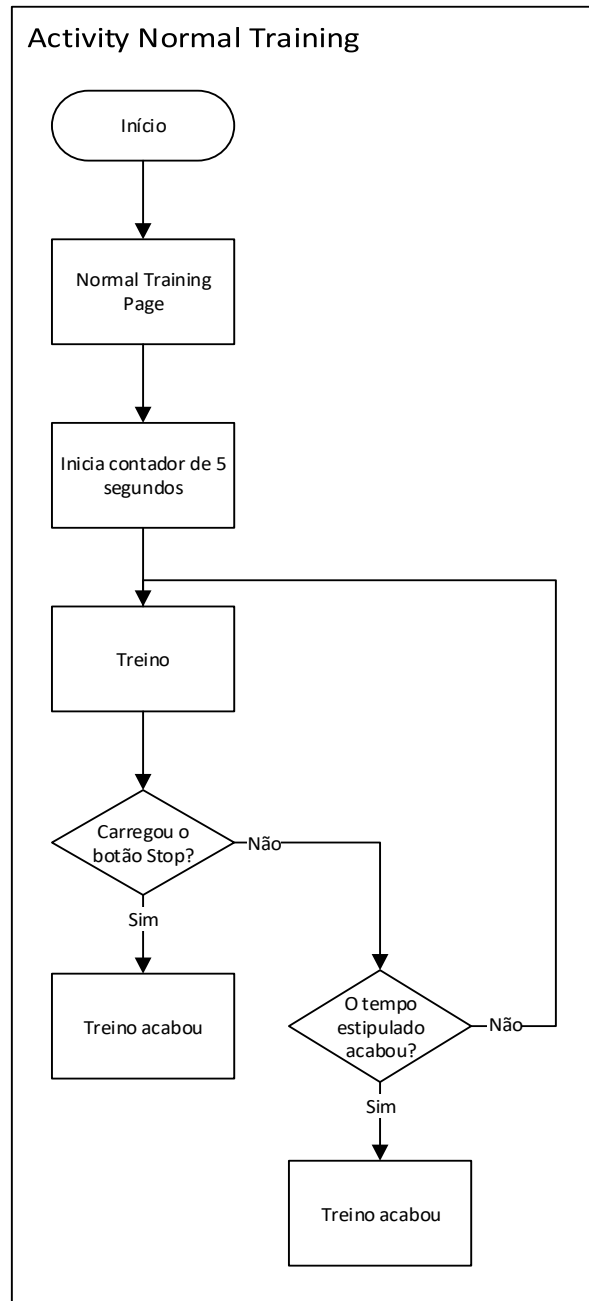 Activity Normal Training
Início
Normal Training
Page
Inicia contador de 5
segundos
Treino
Carregou o
botão Stop?
Não
Sim
Treino acabou
O tempo
estipulado
acabou?
Não
Sim
Treino acabou